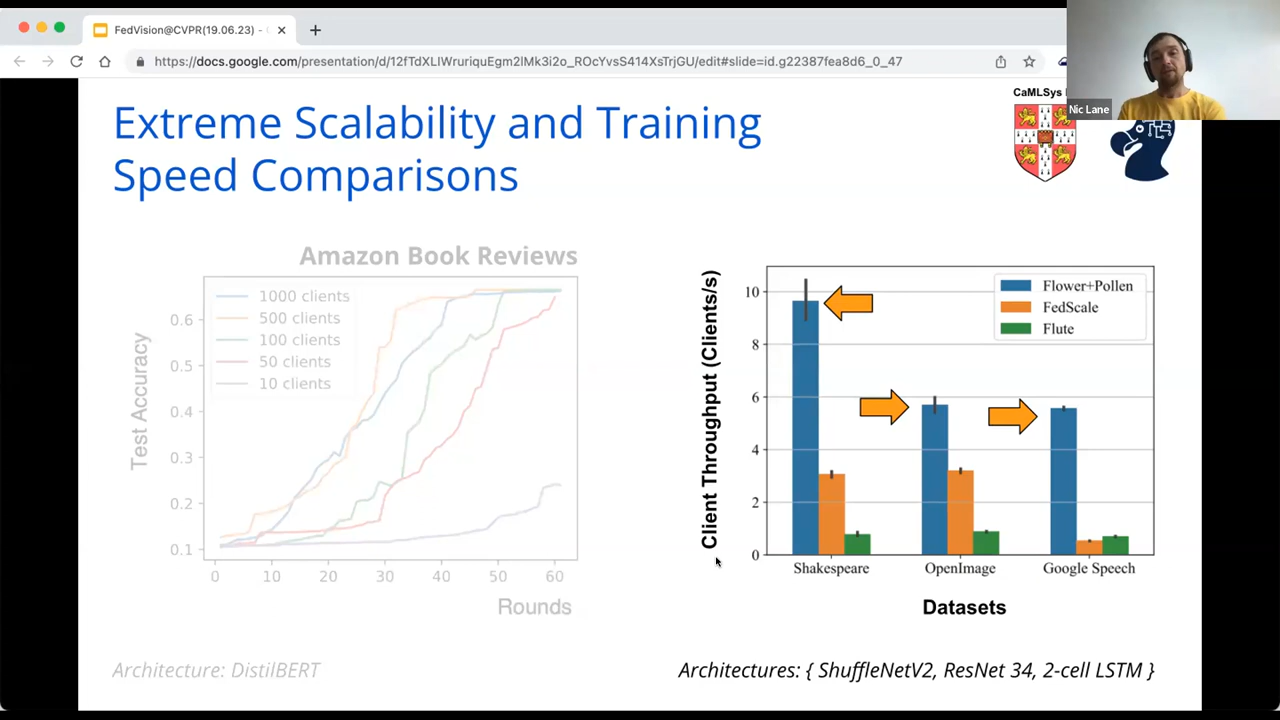 FedVision@CVPR(19.06.23) -
https://docs.google.com/presentation/d/12fTdXLIWruriquEgm2lMk3i2o_ROcYvsS414XsTrjGU/edit#slide=id.g22387fea8d6_0_47
Nic Lane
CaMLSys
Extreme Scalability and Training
Speed Comparisons
Amazon Book Reviews
1000 clients
500 clients
100 clients
50 clients
10 clients
Test Accuracy
0.6
0.5
0.4
0.3
0.2
0.1
0 10 20 30 40 50 60
Rounds
Architecture: DistilBERT
Client Throughput (Clients/s)
10
8
6
4
2
0
Flower+Pollen
FedScale
Flute
Shakespeare OpenImage Google Speech
Datasets
Architectures: { ShuffleNetV2, ResNet 34, 2-cell LSTM }